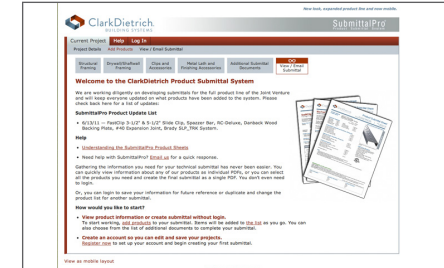 New look, expanded product line and now mobile.
ClarkDietrich.
BUILDING SYSTEMS
SubmittalPro
Current Project Help Log In
Project Details Add Products View / Email Submittal
Structural Framing
Drywall/Shaftwall Framing
Clips and Accessories
Metal Lath and Finishing Accessories
Additional Submittal Documents
View / Email Submittal
Welcome to the ClarkDietrich Product Submittal System
We are working diligently on developing submittals for the full product line of the Joint Venture
and will keep everyone updated on what products have been added to the system. Please
check back here for a list of updates:
SubmittalPro Product Update List
• 6/13/11 — FastClip 3-1/2" & 5-1/2" Slide Clip, Spazzer Bar, RC-Deluxe, Danback Wood
Backing Plate, #40 Expansion Joint, Brady SLP_TRK System.
Help
• Understanding the SubmittalPro Product Sheets
• Need help with SubmittalPro? Email us for a quick response.
Gathering the information you need for your technical submittal has never been easier. You
can quickly view information about any of our products as individual PDFs, or you can select
all the products you need and create the final submittal as a single PDF. You don't even need
to login.
Or, you can login to save your information for future reference or duplicate and change the
product list for another submittal.
How would you like to start?
• View product information or create submittal without login.
To start working, add products to your submittal. Items will be added to the list as you go. You can
also choose from the list of additional documents to complete your submittal.
• Create an account so you can edit and save your projects.
Register now to set up your account and begin creating your first submittal.
View as mobile layout